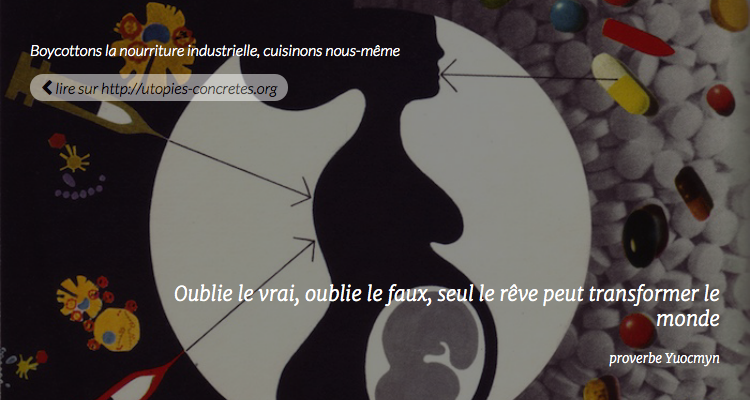 Boycottons la nourriture industrielle, cuisinons nous-même
lire sur http://utopies-concretes.org
Oublie le vrai, oublie le faux, seul le rêve peut transformer le
monde
proverbe Yuocmyn